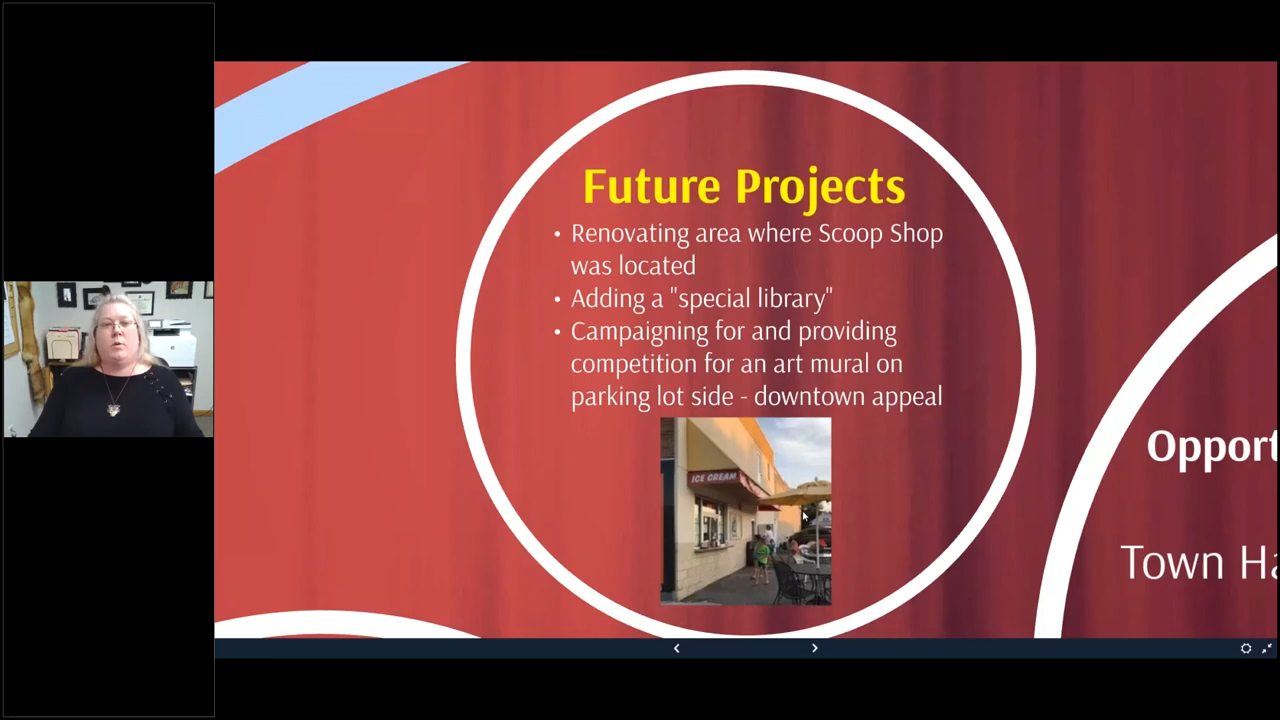 Future Projects
• Renovating area where Scoop Shop
was located
• Adding a "special library"
• Campaigning for and providing
competition for an art mural on
parking lot side - downtown appeal
ICE CREAM
Opport
Town Ha